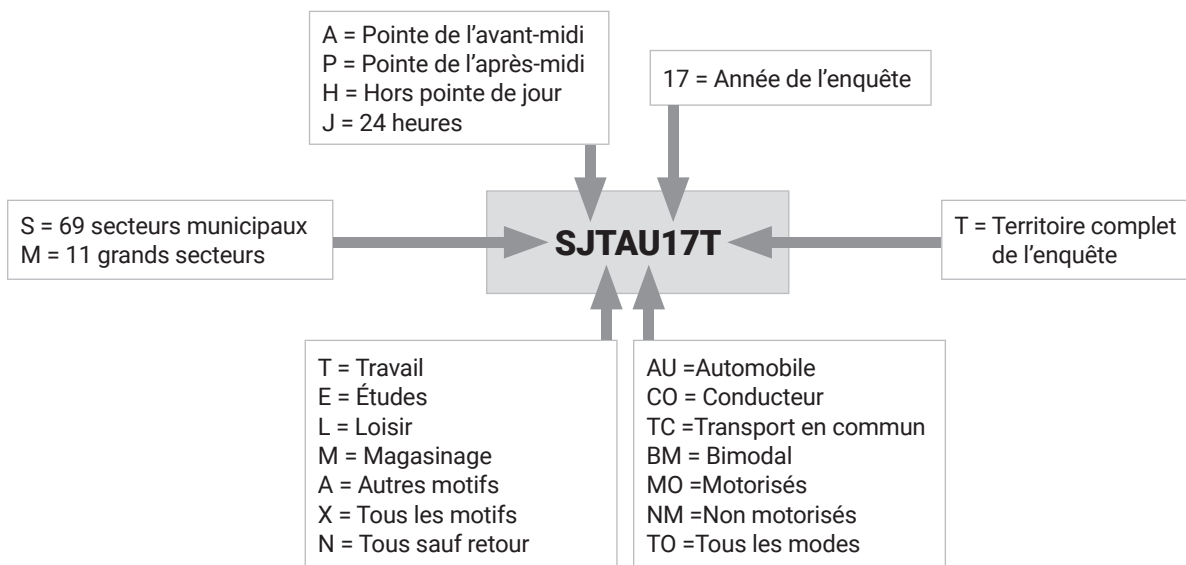 A = Pointe de l’avant-midi
P = Pointe de l’après-midi
H = Hors pointe de jour
J = 24 heures
17 = Année de l’enquête
S = 69 secteurs municipaux
M = 11 grands secteurs
SJTAU17T
T = Territoire complet
de l’enquête
T = Travail
E = Études
L = Loisir
M = Magasinage
A = Autres motifs
X = Tous les motifs
N = Tous sauf retour
AU =Automobile
CO = Conducteur
TC =Transport en commun
BM = Bimodal
MO =Motorisés
NM =Non motorisés
TO =Tous les modes